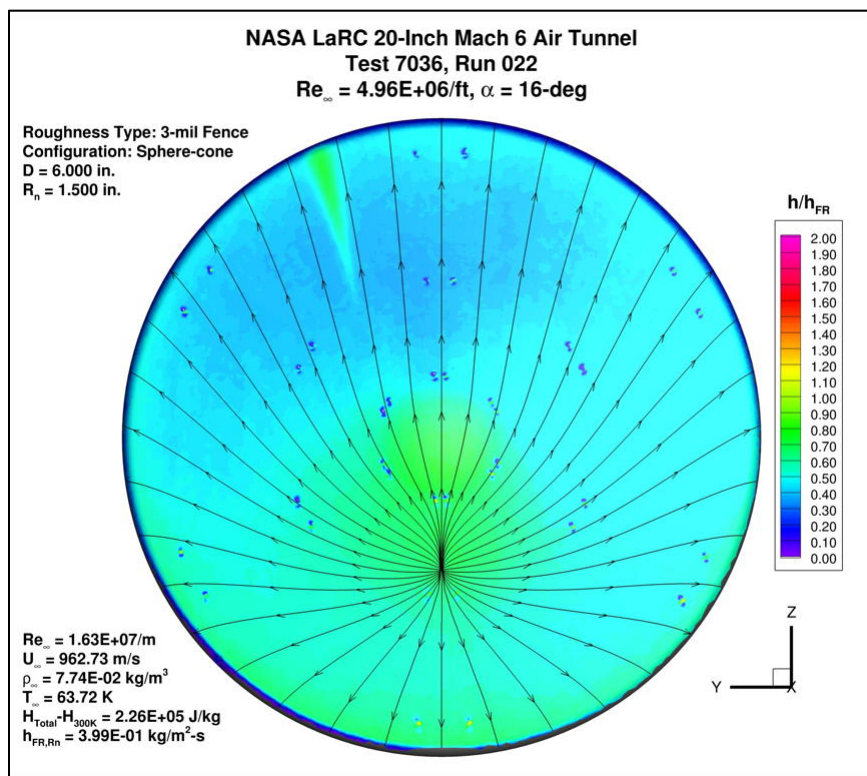 NASA LaRC 20-Inch Mach 6 Air Tunnel
Test 7036, Run 022
Re∞ = 4.96E+06/ft, α = 16-deg
Roughness Type: 3-mil Fence
Configuration: Sphere-cone
D = 6.000 in.
Rn = 1.500 in.
h/hFR
2.00
1.90
1.80
1.70
1.60
1.50
1.40
1.30
1.20
1.10
1.00
0.90
0.80
0.70
0.60
0.50
0.40
0.30
0.20
0.10
0.00
Re∞ = 1.63E+07/m
U∞ = 962.73 m/s
ρ∞ = 7.74E-02 kg/m³
T∞ = 63.72 K
HTotal-H300K = 2.26E+05 J/kg
hFR,Rn = 3.99E-01 kg/m²-s
Z
Y
X